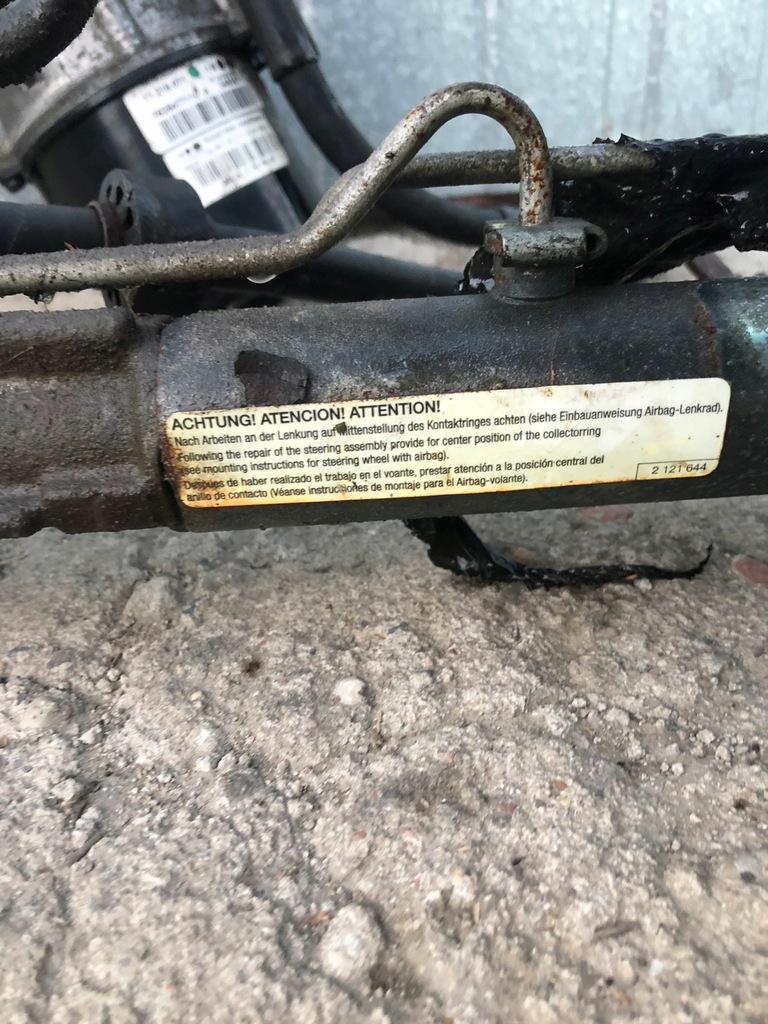 ACHTUNG! ATENCION! ATTENTION!
Nach Arbeiten an der Lenkung auf Mittenstellung des Kontaktringes achten (siehe Einbauanweisung Airbag-Lenkrad).
Following the repair of the steering assembly provide for center position of the collectorring
(see mounting instructions for steering wheel with airbag).
Despues de haber realizado el trabajo en el voante, prestar atención a la posición central del
anillo de contacto (Véanse instrucciones de montaje para el Airbag-volante).
2 121 644